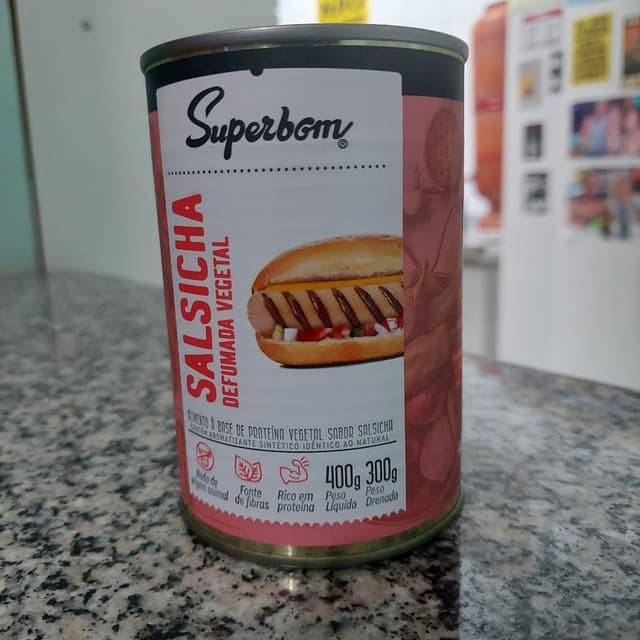 Superbom®
SALSICHA
DEFUMADA VEGETAL
ALIMENTO À BASE DE PROTEÍNA VEGETAL SABOR SALSICHA
CONTÉM AROMATIZANTE SINTÉTICO IDÊNTICO AO NATURAL
Nada de
origem animal
Fonte
de fibras
Rico em
proteína
400g
Peso
Líquido
300g
Peso
Drenado